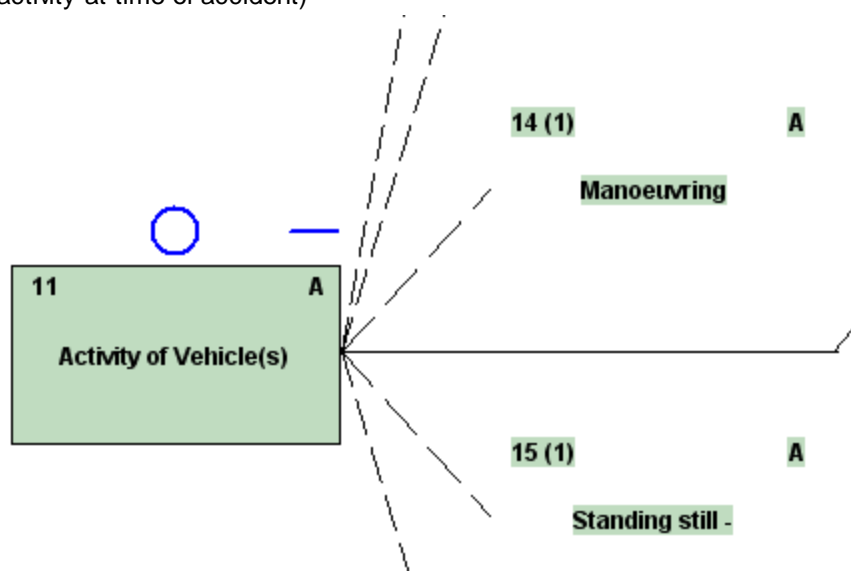 activity at time of accident)
14 (1) A
Manoeuvring
11 A
Activity of Vehicle(s)
15 (1) A
Standing still -